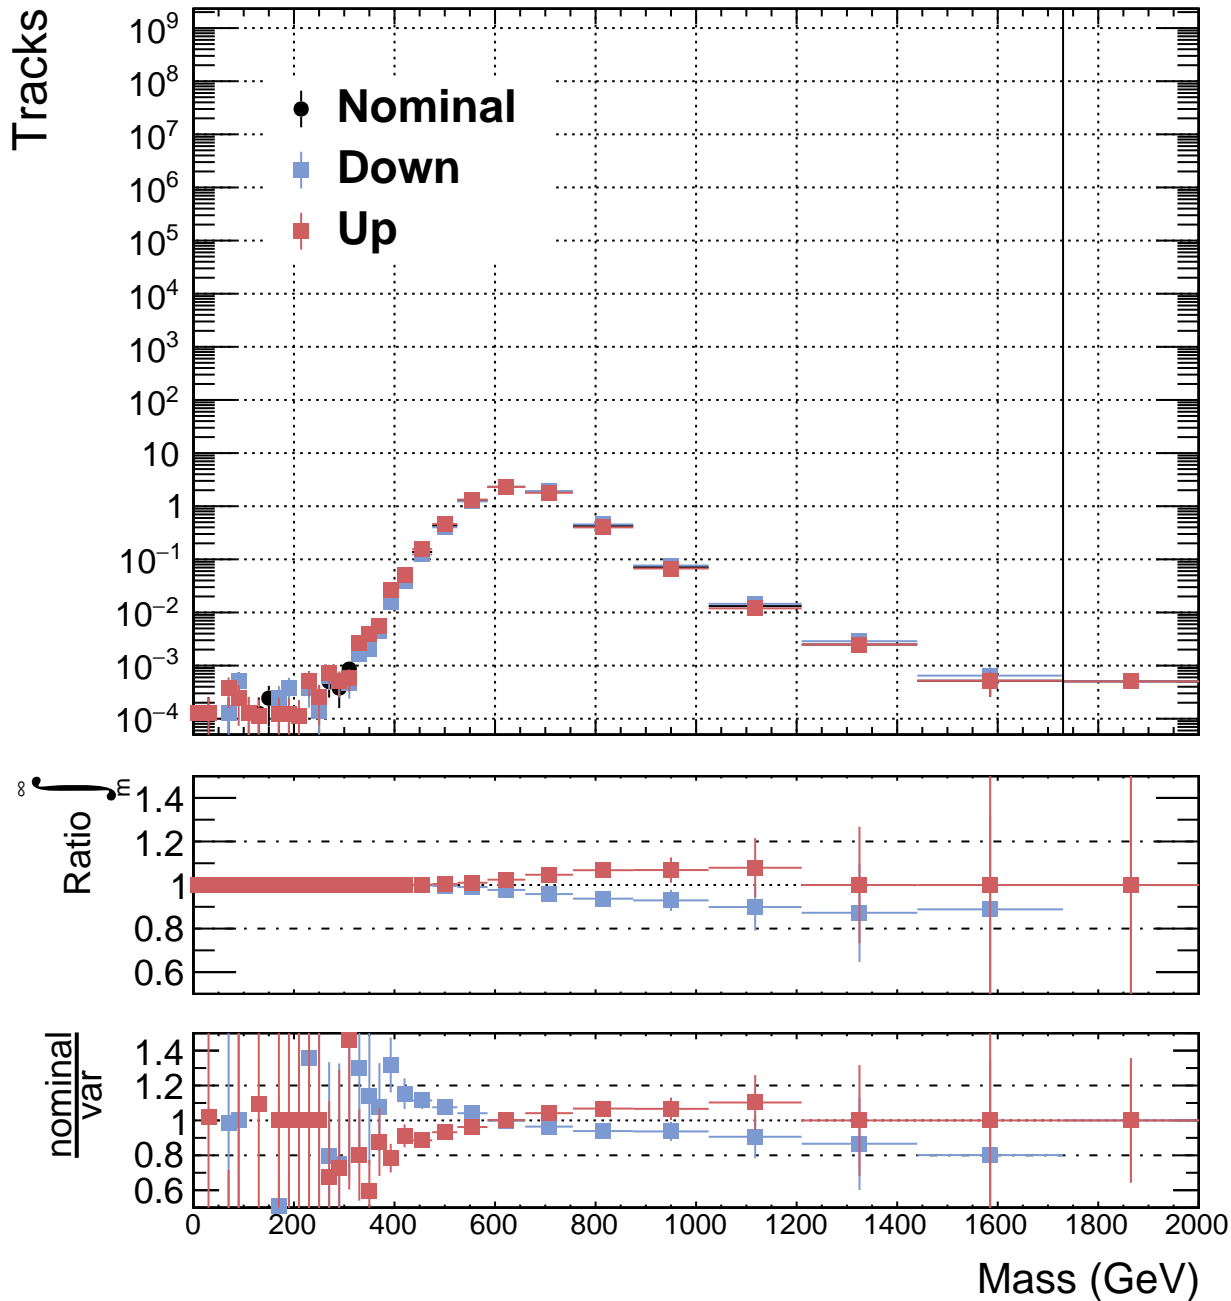 Tracks
10⁹
10⁸
10⁷
10⁶
10⁵
10⁴
10³
10²
10
1
10⁻¹
10⁻²
10⁻³
10⁻⁴
Nominal
Down
Up
Ratio ∫ₘ^∞
1.4
1.2
1
0.8
0.6
nominal
var
1.4
1.2
1
0.8
0.6
0 200 400 600 800 1000 1200 1400 1600 1800 2000
Mass (GeV)